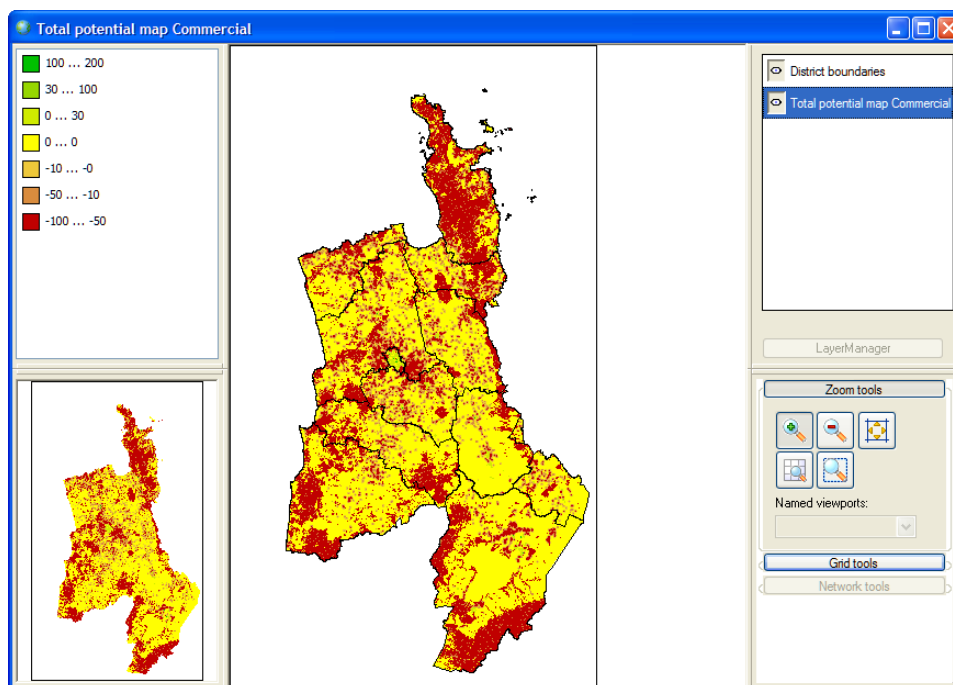 Total potential map Commercial
100 ... 200
30 ... 100
0 ... 30
0 ... 0
-10 ... -0
-50 ... -10
-100 ... -50
District boundaries
Total potential map Commercial
LayerManager
Zoom tools
Named viewports:
Grid tools
Network tools